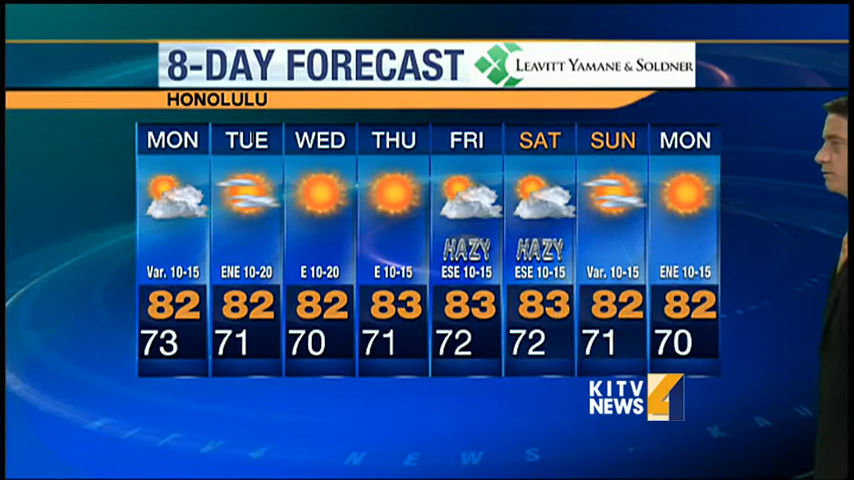 8-DAY FORECAST LEAVITT YAMANE & SOLDNER
HONOLULU
MON TUE WED THU FRI SAT SUN MON
HAZY HAZY
Var. 10-15 ENE 10-20 E 10-20 E 10-15 ESE 10-15 ESE 10-15 Var. 10-15 ENE 10-15
82 82 82 83 83 83 82 82
73 71 70 71 72 72 71 70
KITV
NEWS 4
KITV4 NEWS · KAU